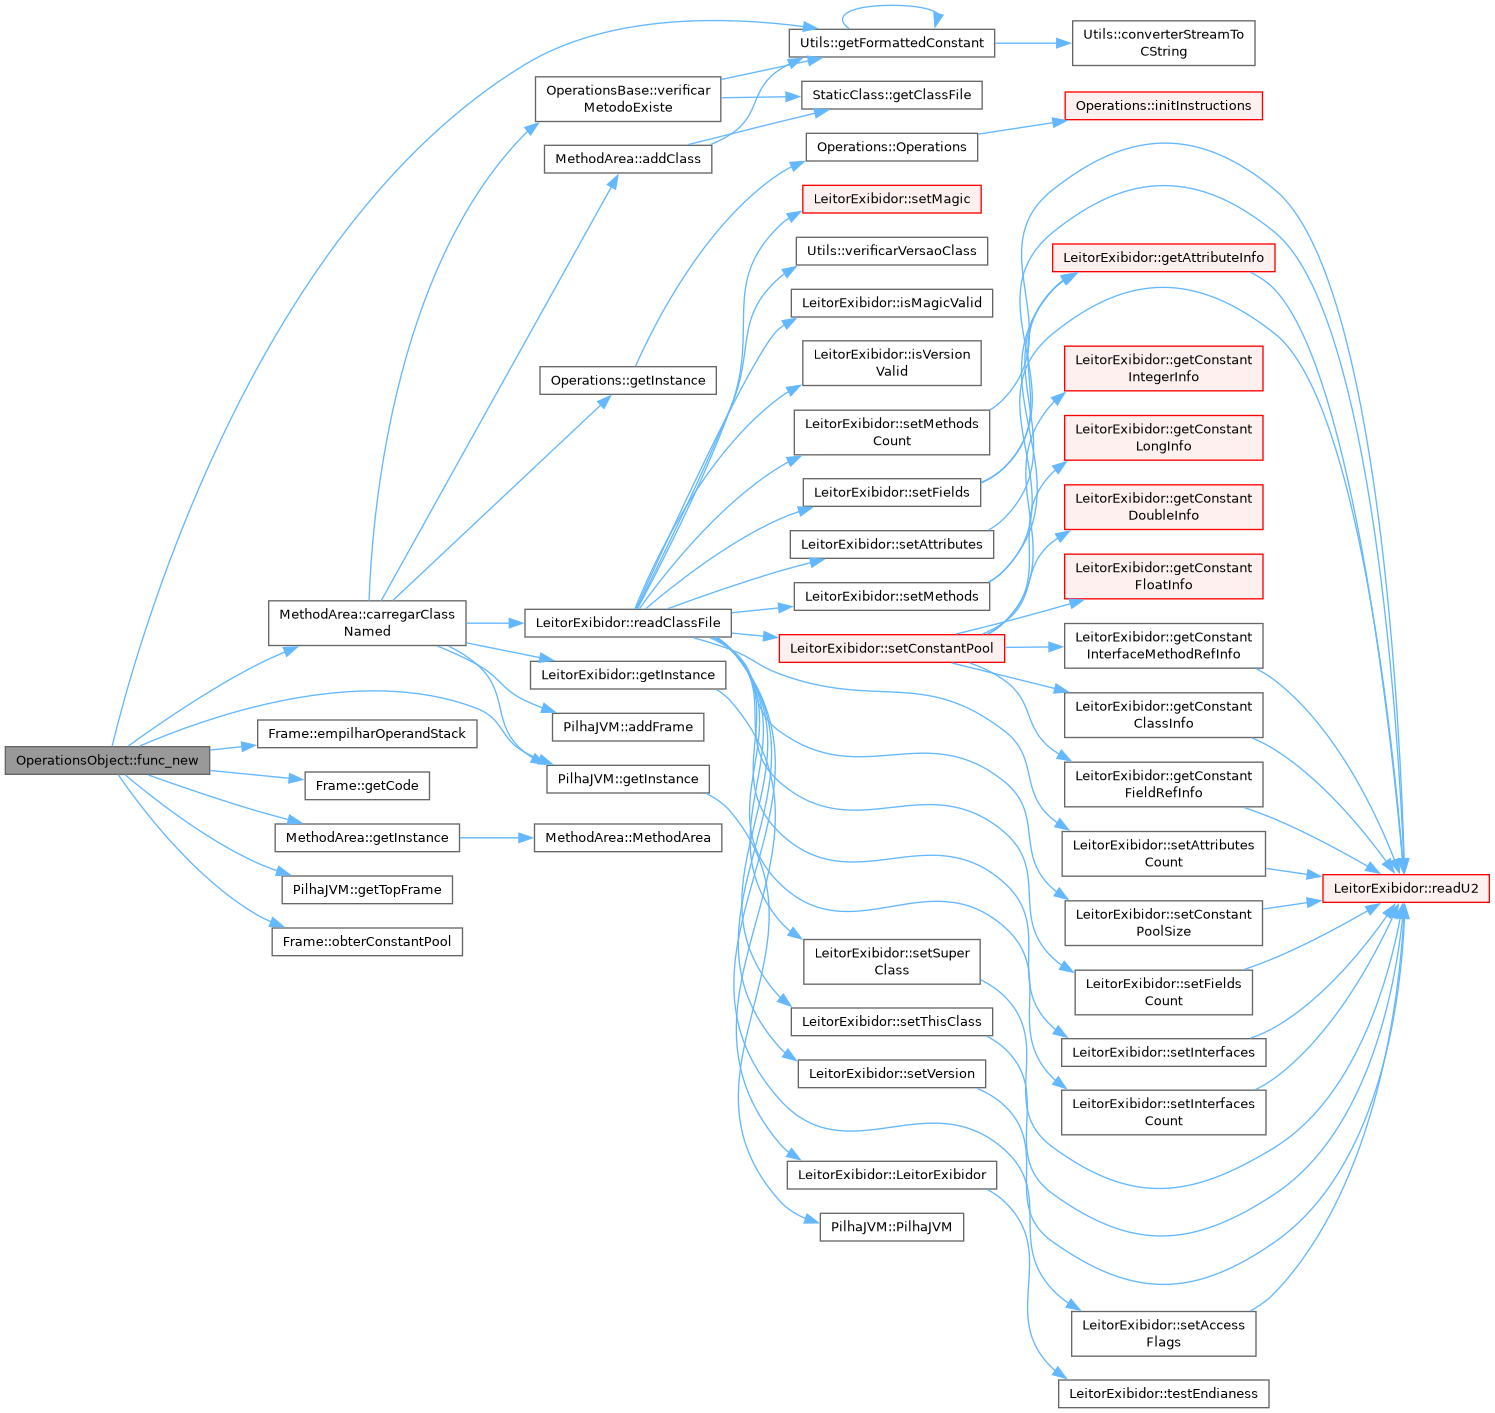 OperationsObject::func_new
MethodArea::carregarClass
Named
Frame::empilharOperandStack
Frame::getCode
MethodArea::getInstance
PilhaJVM::getTopFrame
Frame::obterConstantPool
OperationsBase::verificar
MetodoExiste
MethodArea::addClass
Operations::getInstance
LeitorExibidor::readClassFile
LeitorExibidor::getInstance
PilhaJVM::addFrame
PilhaJVM::getInstance
MethodArea::MethodArea
Utils::getFormattedConstant
StaticClass::getClassFile
Operations::Operations
LeitorExibidor::setMagic
Utils::verificarVersaoClass
LeitorExibidor::isMagicValid
LeitorExibidor::isVersion
Valid
LeitorExibidor::setMethods
Count
LeitorExibidor::setFields
LeitorExibidor::setAttributes
LeitorExibidor::setMethods
LeitorExibidor::setConstantPool
LeitorExibidor::setSuper
Class
LeitorExibidor::setThisClass
LeitorExibidor::setVersion
LeitorExibidor::LeitorExibidor
PilhaJVM::PilhaJVM
Utils::converterStreamTo
CString
Operations::initInstructions
LeitorExibidor::getAttributeInfo
LeitorExibidor::getConstant
IntegerInfo
LeitorExibidor::getConstant
LongInfo
LeitorExibidor::getConstant
DoubleInfo
LeitorExibidor::getConstant
FloatInfo
LeitorExibidor::getConstant
InterfaceMethodRefInfo
LeitorExibidor::getConstant
ClassInfo
LeitorExibidor::getConstant
FieldRefInfo
LeitorExibidor::setAttributes
Count
LeitorExibidor::setConstant
PoolSize
LeitorExibidor::setFields
Count
LeitorExibidor::setInterfaces
LeitorExibidor::setInterfaces
Count
LeitorExibidor::setAccess
Flags
LeitorExibidor::testEndianess
LeitorExibidor::readU2